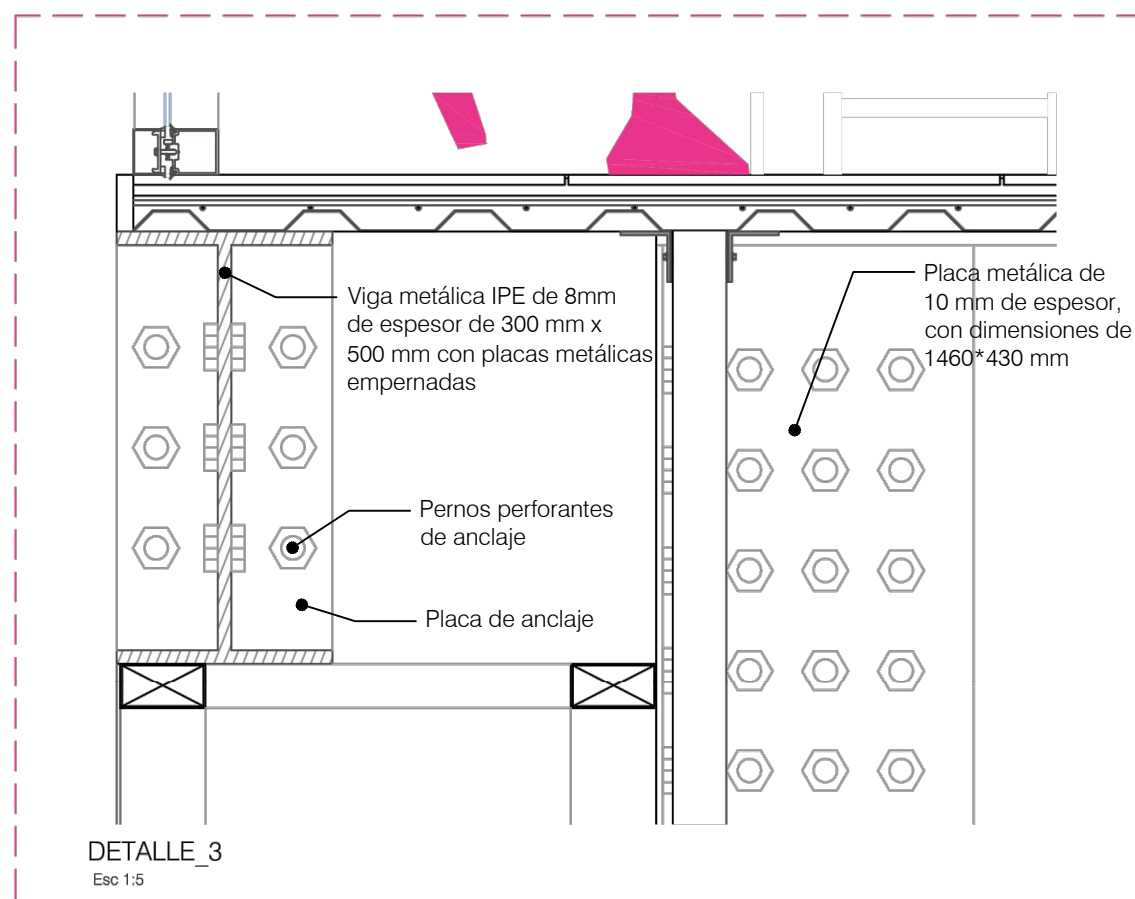 Viga metálica IPE de 8mm
de espesor de 300 mm x
500 mm con placas metálicas
empernadas
Placa metálica de
10 mm de espesor,
con dimensiones de
1460*430 mm
Pernos perforantes
de anclaje
Placa de anclaje
DETALLE_3
Esc 1:5